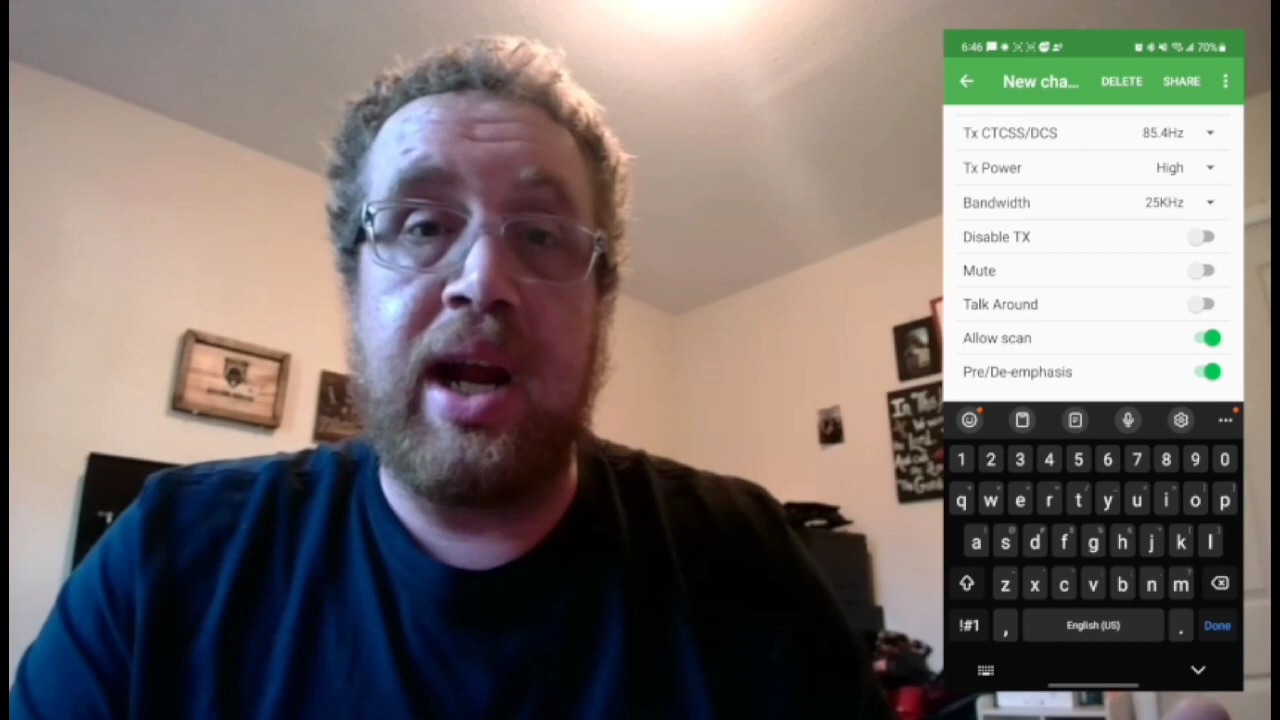 6:46 70%
New cha... DELETE SHARE
Tx CTCSS/DCS 85.4Hz
Tx Power High
Bandwidth 25KHz
Disable TX
Mute
Talk Around
Allow scan
Pre/De-emphasis
1 2 3 4 5 6 7 8 9 0
q w e r t y u i o p
a s d f g h j k l
z x c v b n m
!#1 , English (US) . Done
In This